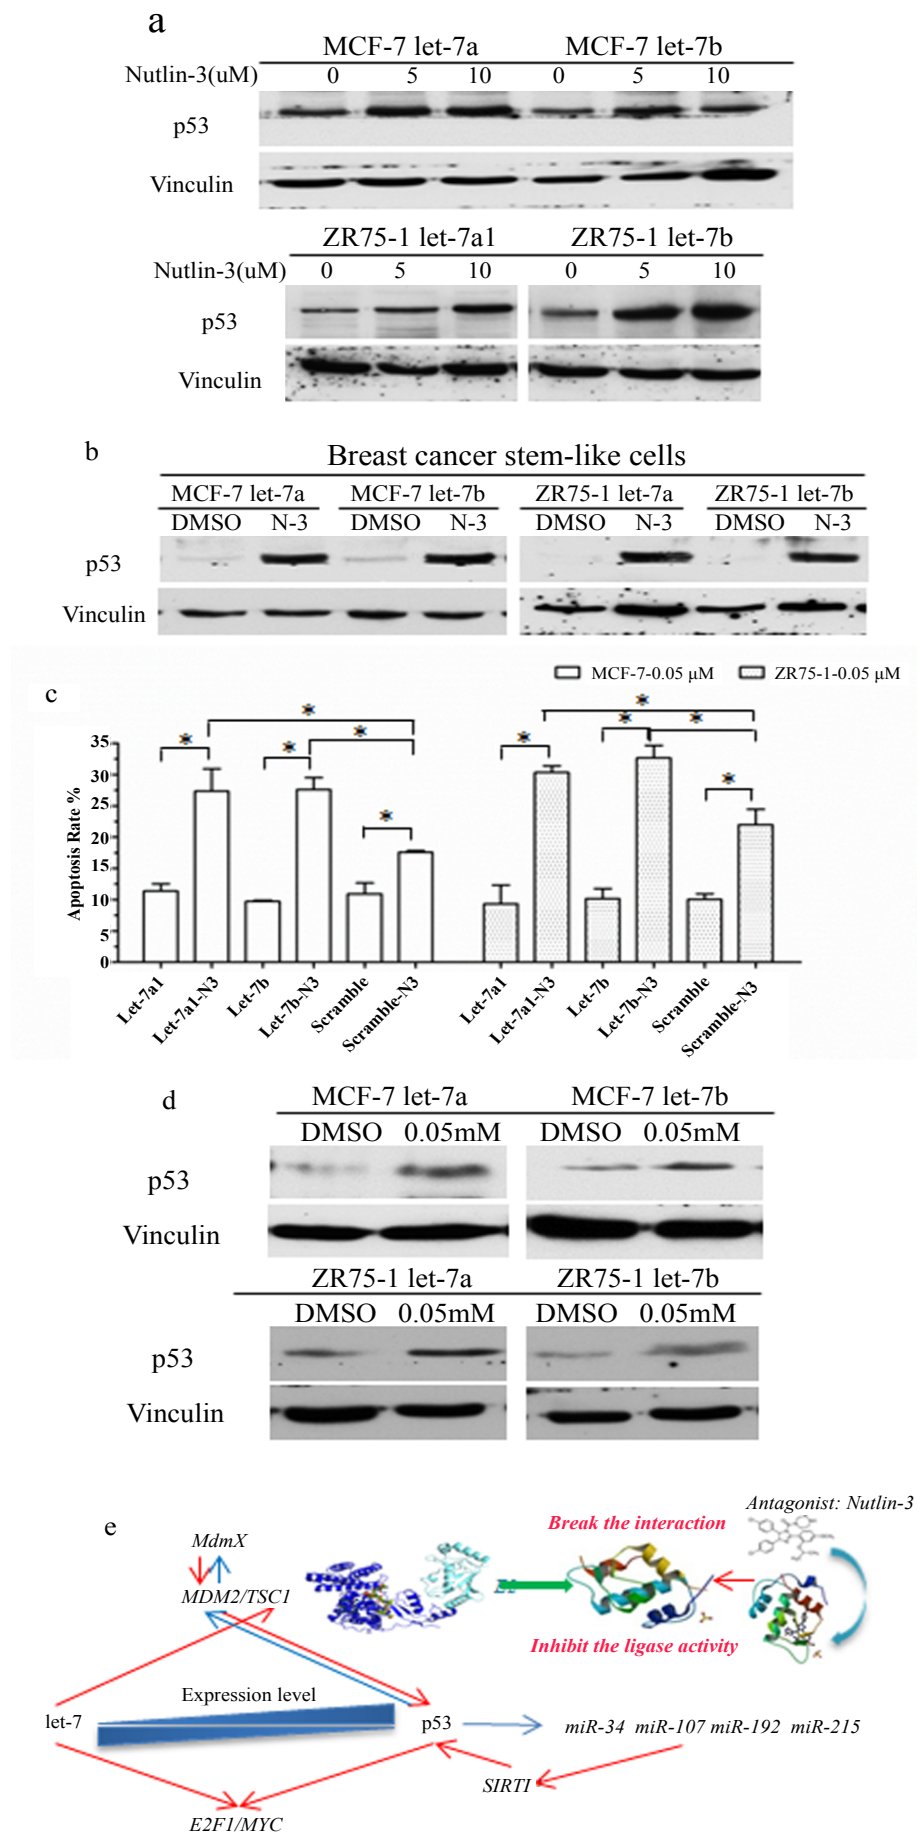 a
MCF-7 let-7a MCF-7 let-7b
Nutlin-3(uM) 0 5 10 0 5 10
p53
Vinculin
ZR75-1 let-7a1 ZR75-1 let-7b
Nutlin-3(uM) 0 5 10 0 5 10
p53
Vinculin
b
Breast cancer stem-like cells
MCF-7 let-7a MCF-7 let-7b ZR75-1 let-7a ZR75-1 let-7b
DMSO N-3 DMSO N-3 DMSO N-3 DMSO N-3
p53
Vinculin
MCF-7-0.05 μM ZR75-1-0.05 μM
c
* * * * * * * * * *
Apoptosis Rate %
35
30
25
20
15
10
5
0
Let-7a1 Let-7a1-N3 Let-7b Let-7b-N3 Scramble Scramble-N3 Let-7a1 Let-7a1-N3 Let-7b Let-7b-N3 Scramble Scramble-N3
d
MCF-7 let-7a MCF-7 let-7b
DMSO 0.05mM DMSO 0.05mM
p53
Vinculin
ZR75-1 let-7a ZR75-1 let-7b
DMSO 0.05mM DMSO 0.05mM
p53
Vinculin
e
Antagonist: Nutlin-3
Break the interaction
MdmX
MDM2/TSC1
Inhibit the ligase activity
Expression level
let-7 p53 miR-34 miR-107 miR-192 miR-215
SIRTI
E2F1/MYC